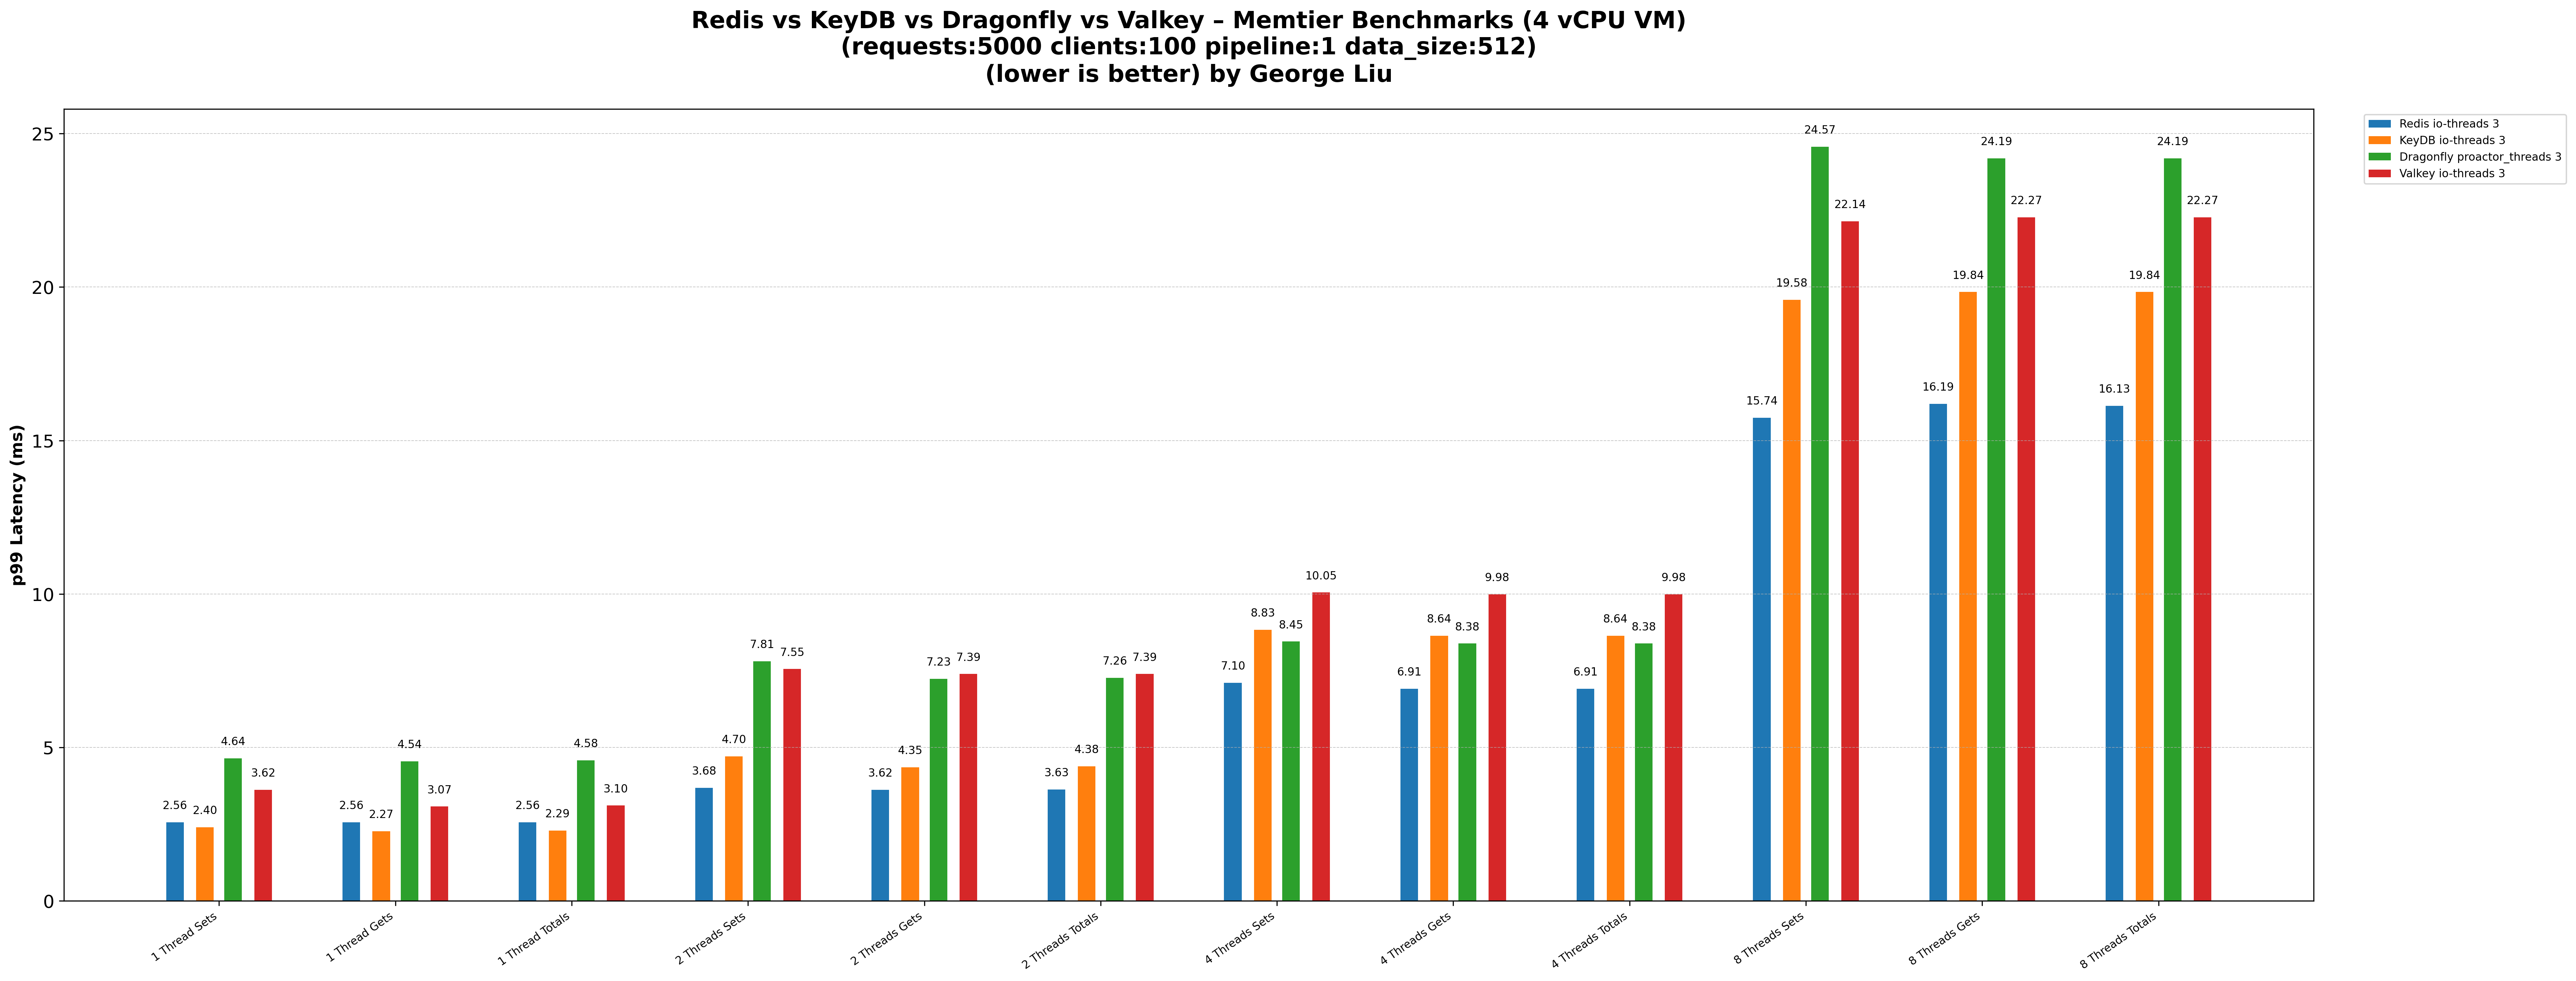 Redis vs KeyDB vs Dragonfly vs Valkey – Memtier Benchmarks (4 vCPU VM)
(requests:5000 clients:100 pipeline:1 data_size:512)
(lower is better) by George Liu
Redis io-threads 3
KeyDB io-threads 3
Dragonfly proactor_threads 3
Valkey io-threads 3
p99 Latency (ms)
25
20
15
10
5
0
2.56 2.40 4.64 3.62
2.56 2.27 4.54 3.07
2.56 2.29 4.58 3.10
3.68 4.70 7.81 7.55
3.62 4.35 7.23 7.39
3.63 4.38 7.26 7.39
7.10 8.83 8.45 10.05
6.91 8.64 8.38 9.98
6.91 8.64 8.38 9.98
15.74 19.58 24.57 22.14
16.19 19.84 24.19 22.27
16.13 19.84 24.19 22.27
1 Thread Sets
1 Thread Gets
1 Thread Totals
2 Threads Sets
2 Threads Gets
2 Threads Totals
4 Threads Sets
4 Threads Gets
4 Threads Totals
8 Threads Sets
8 Threads Gets
8 Threads Totals